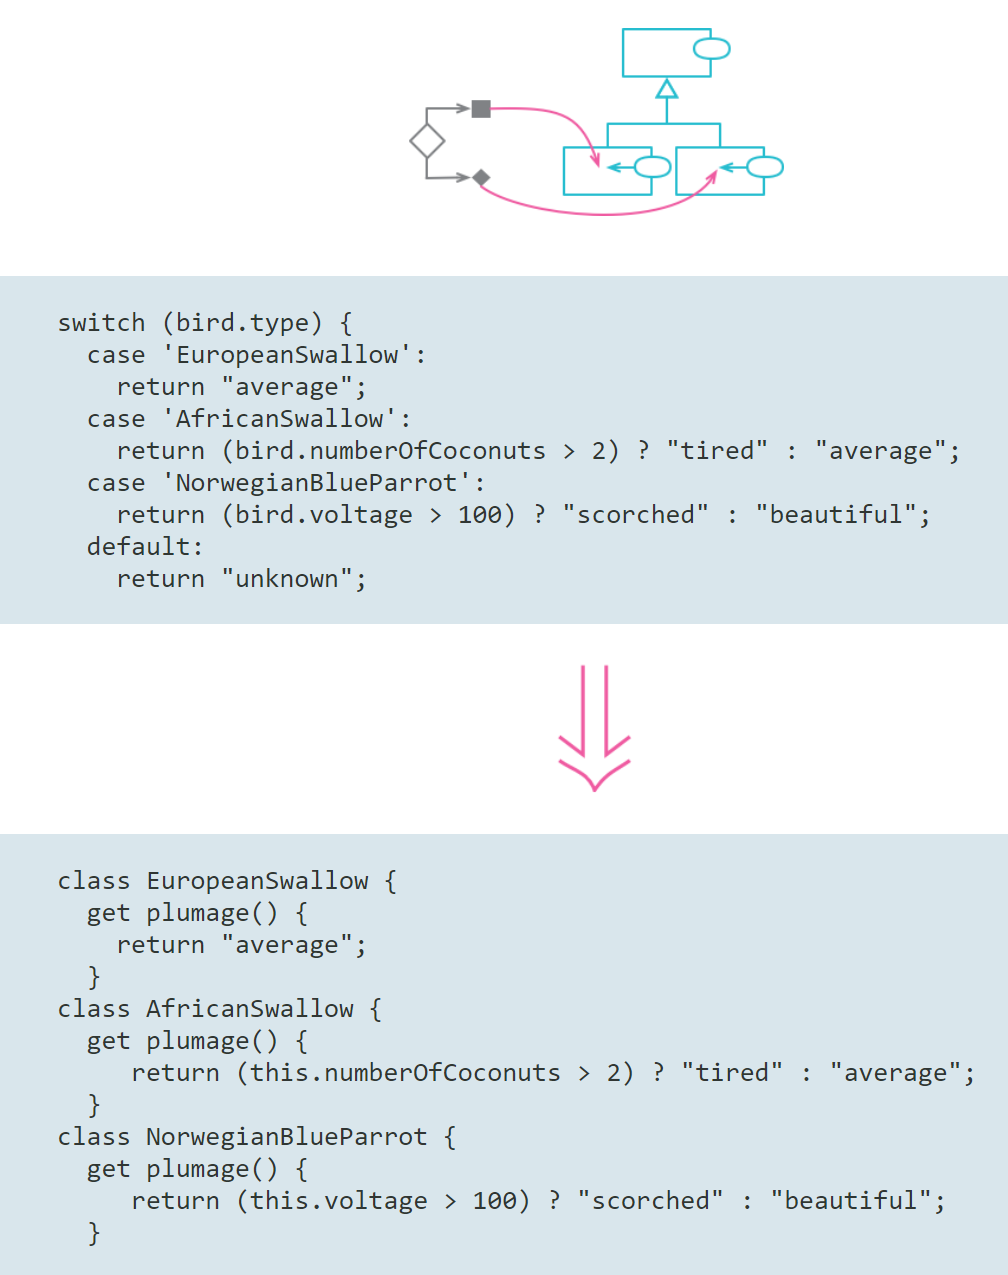 switch (bird.type) {
  case 'EuropeanSwallow':
    return "average";
  case 'AfricanSwallow':
    return (bird.numberOfCoconuts > 2) ? "tired" : "average";
  case 'NorwegianBlueParrot':
    return (bird.voltage > 100) ? "scorched" : "beautiful";
  default:
    return "unknown";
class EuropeanSwallow {
  get plumage() {
    return "average";
  }
class AfricanSwallow {
  get plumage() {
     return (this.numberOfCoconuts > 2) ? "tired" : "average";
  }
class NorwegianBlueParrot {
  get plumage() {
     return (this.voltage > 100) ? "scorched" : "beautiful";
  }